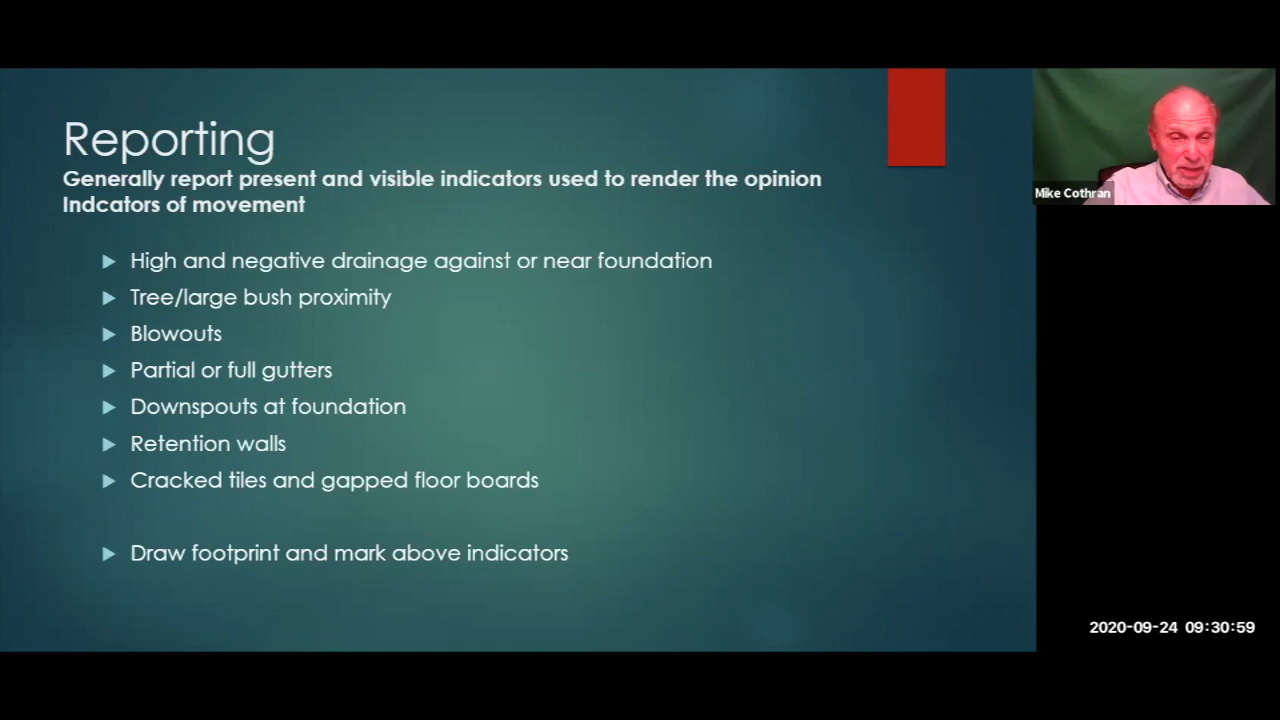 Reporting
Generally report present and visible indicators used to render the opinion
Indcators of movement
High and negative drainage against or near foundation
Tree/large bush proximity
Blowouts
Partial or full gutters
Downspouts at foundation
Retention walls
Cracked tiles and gapped floor boards
Draw footprint and mark above indicators
Mike Cothran
2020-09-24 09:30:59